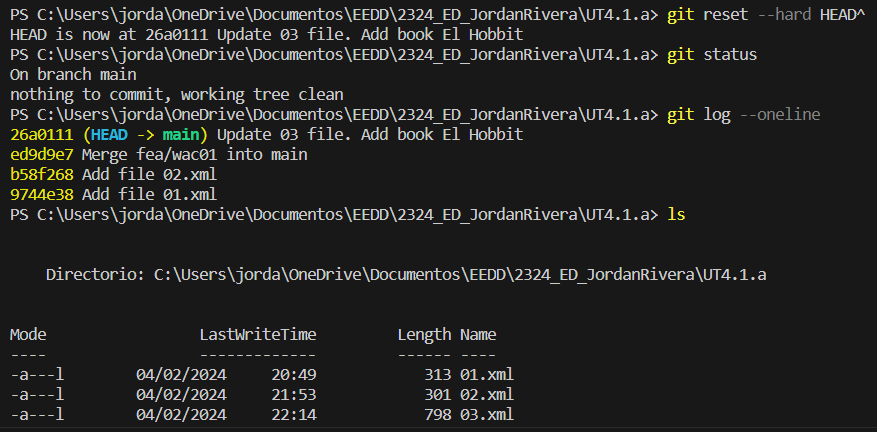 PS C:\Users\jorda\OneDrive\Documentos\EEDD\2324_ED_JordanRivera\UT4.1.a> git reset --hard HEAD^
HEAD is now at 26a0111 Update 03 file. Add book El Hobbit
PS C:\Users\jorda\OneDrive\Documentos\EEDD\2324_ED_JordanRivera\UT4.1.a> git status
On branch main
nothing to commit, working tree clean
PS C:\Users\jorda\OneDrive\Documentos\EEDD\2324_ED_JordanRivera\UT4.1.a> git log --oneline
26a0111 (HEAD -> main) Update 03 file. Add book El Hobbit
ed9d9e7 Merge fea/wac01 into main
b58f268 Add file 02.xml
9744e38 Add file 01.xml
PS C:\Users\jorda\OneDrive\Documentos\EEDD\2324_ED_JordanRivera\UT4.1.a> ls
Directorio: C:\Users\jorda\OneDrive\Documentos\EEDD\2324_ED_JordanRivera\UT4.1.a
Mode LastWriteTime Length Name
---- ------------- ------ ----
-a---l 04/02/2024 20:49 313 01.xml
-a---l 04/02/2024 21:53 301 02.xml
-a---l 04/02/2024 22:14 798 03.xml